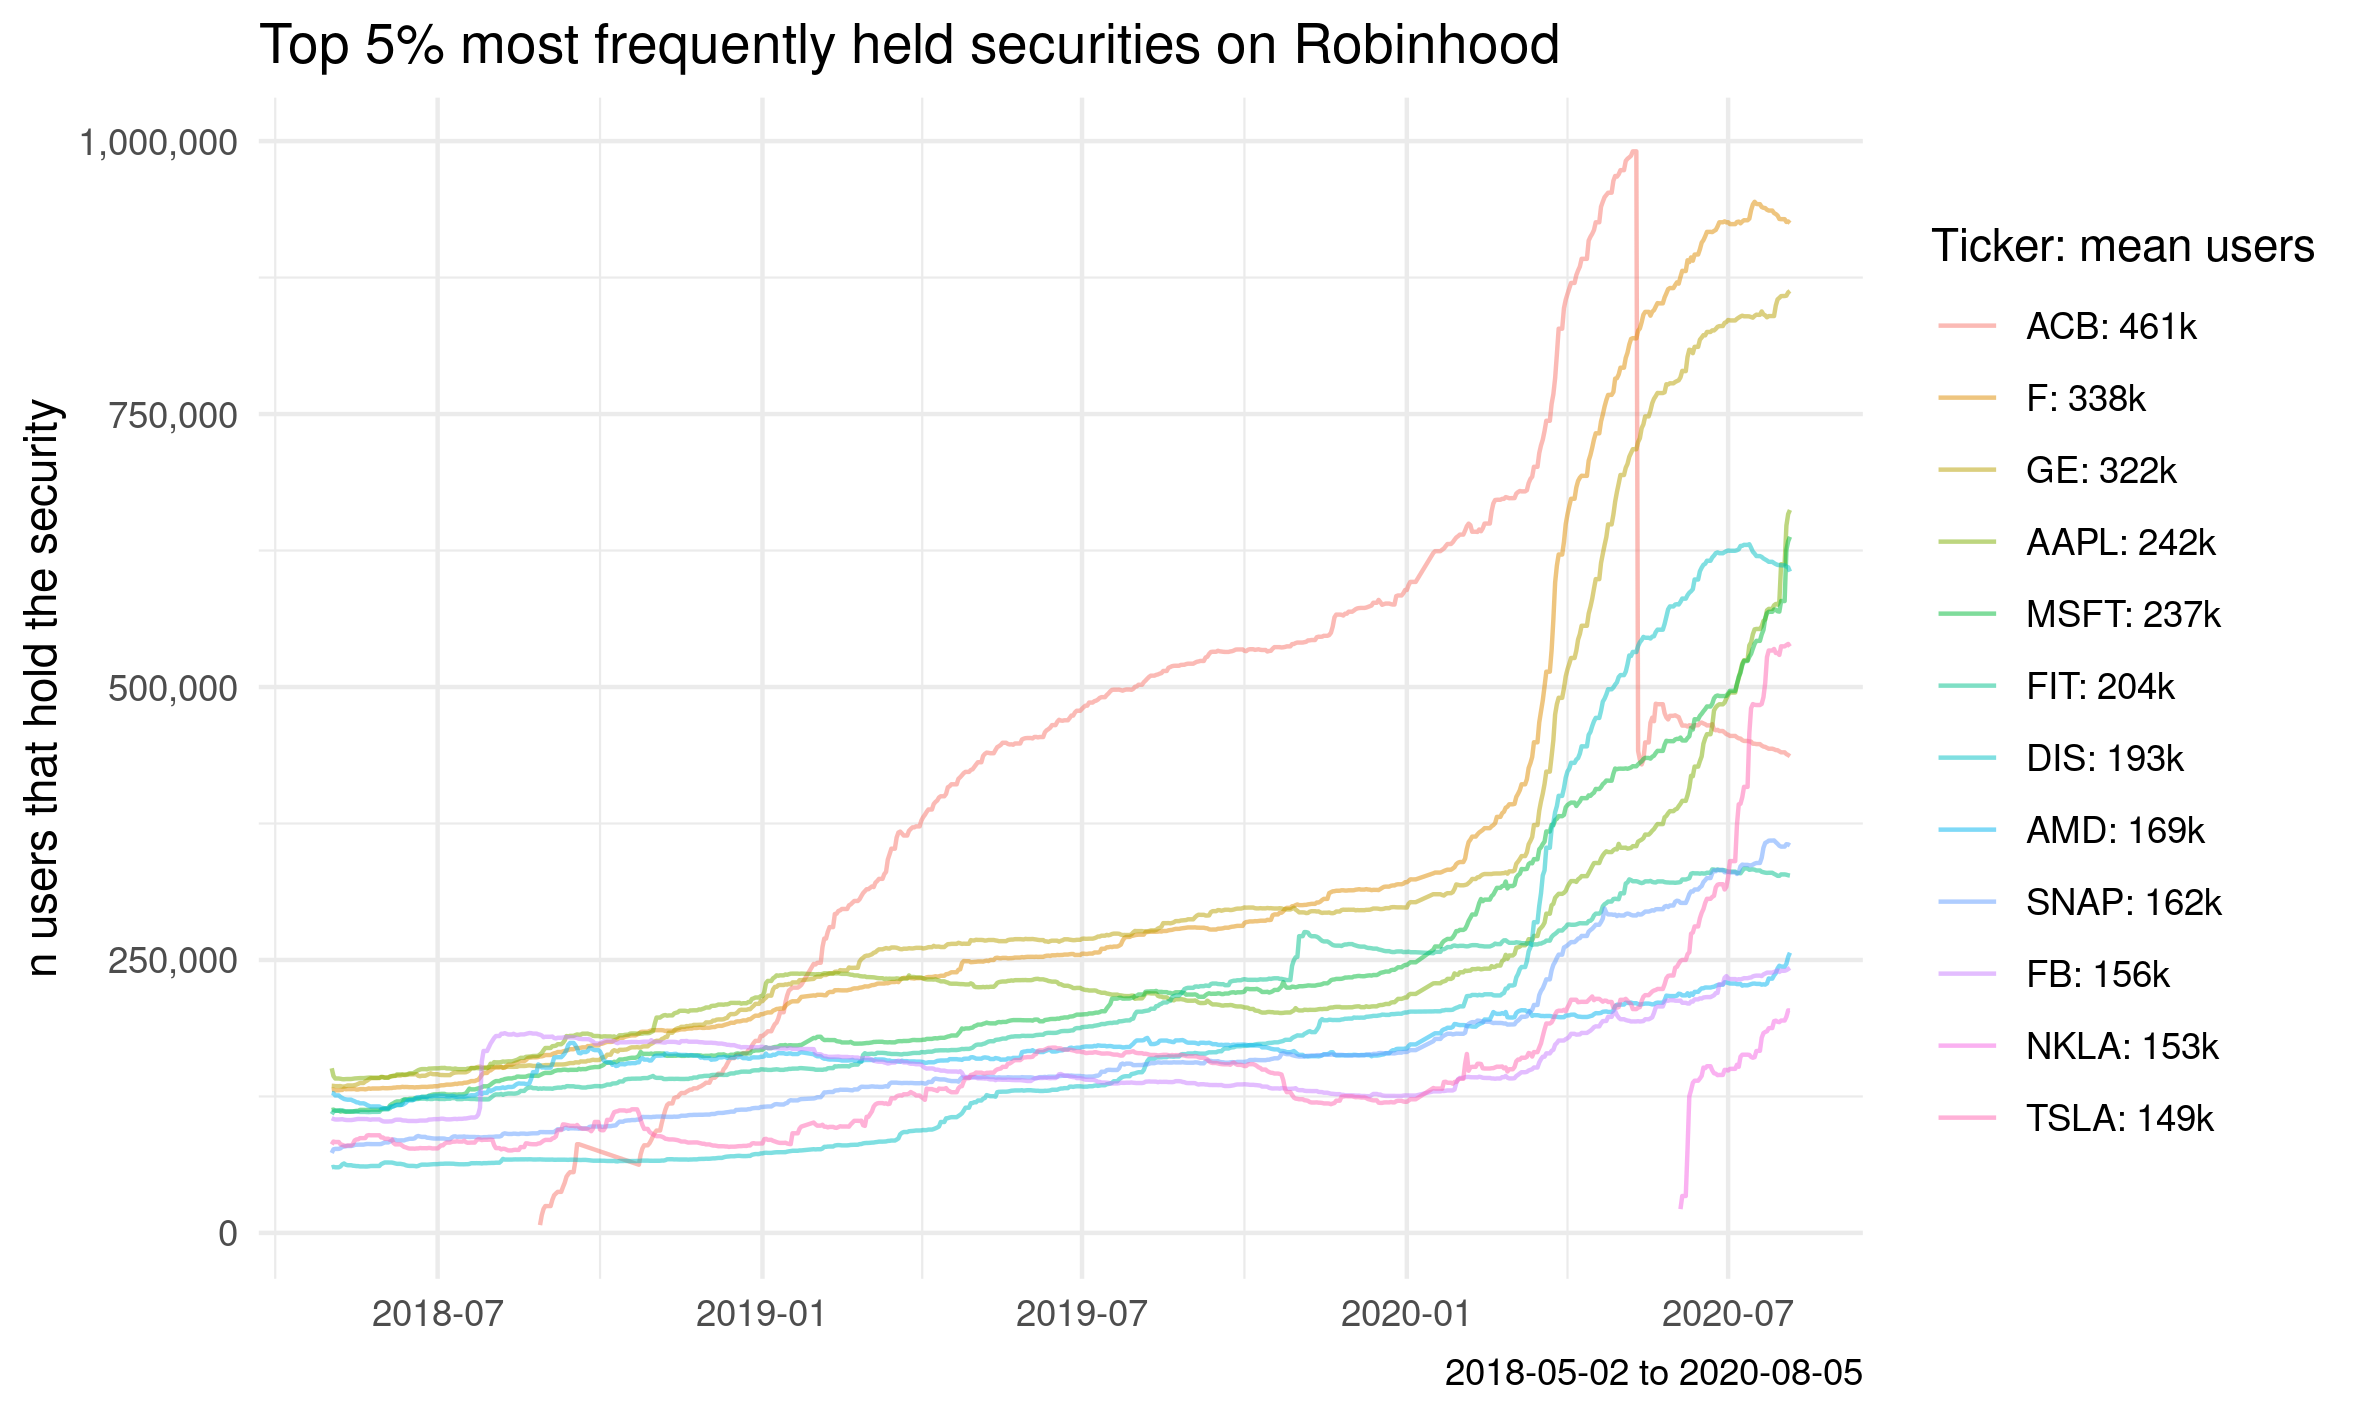 Top 5% most frequently held securities on Robinhood
n users that hold the security
1,000,000
750,000
500,000
250,000
0
2018-07
2019-01
2019-07
2020-01
2020-07
2018-05-02 to 2020-08-05
Ticker: mean users
ACB: 461k
F: 338k
GE: 322k
AAPL: 242k
MSFT: 237k
FIT: 204k
DIS: 193k
AMD: 169k
SNAP: 162k
FB: 156k
NKLA: 153k
TSLA: 149k